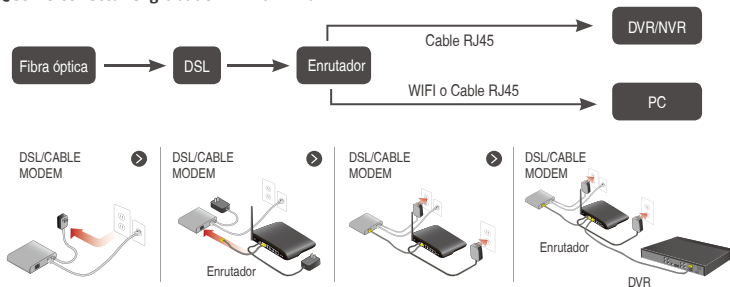 Cable RJ45
DVR/NVR
Fibra óptica
DSL
Enrutador
WIFI o Cable RJ45
PC
DSL/CABLE
MODEM
DSL/CABLE
MODEM
Enrutador
DSL/CABLE
MODEM
DSL/CABLE
MODEM
Enrutador
DVR